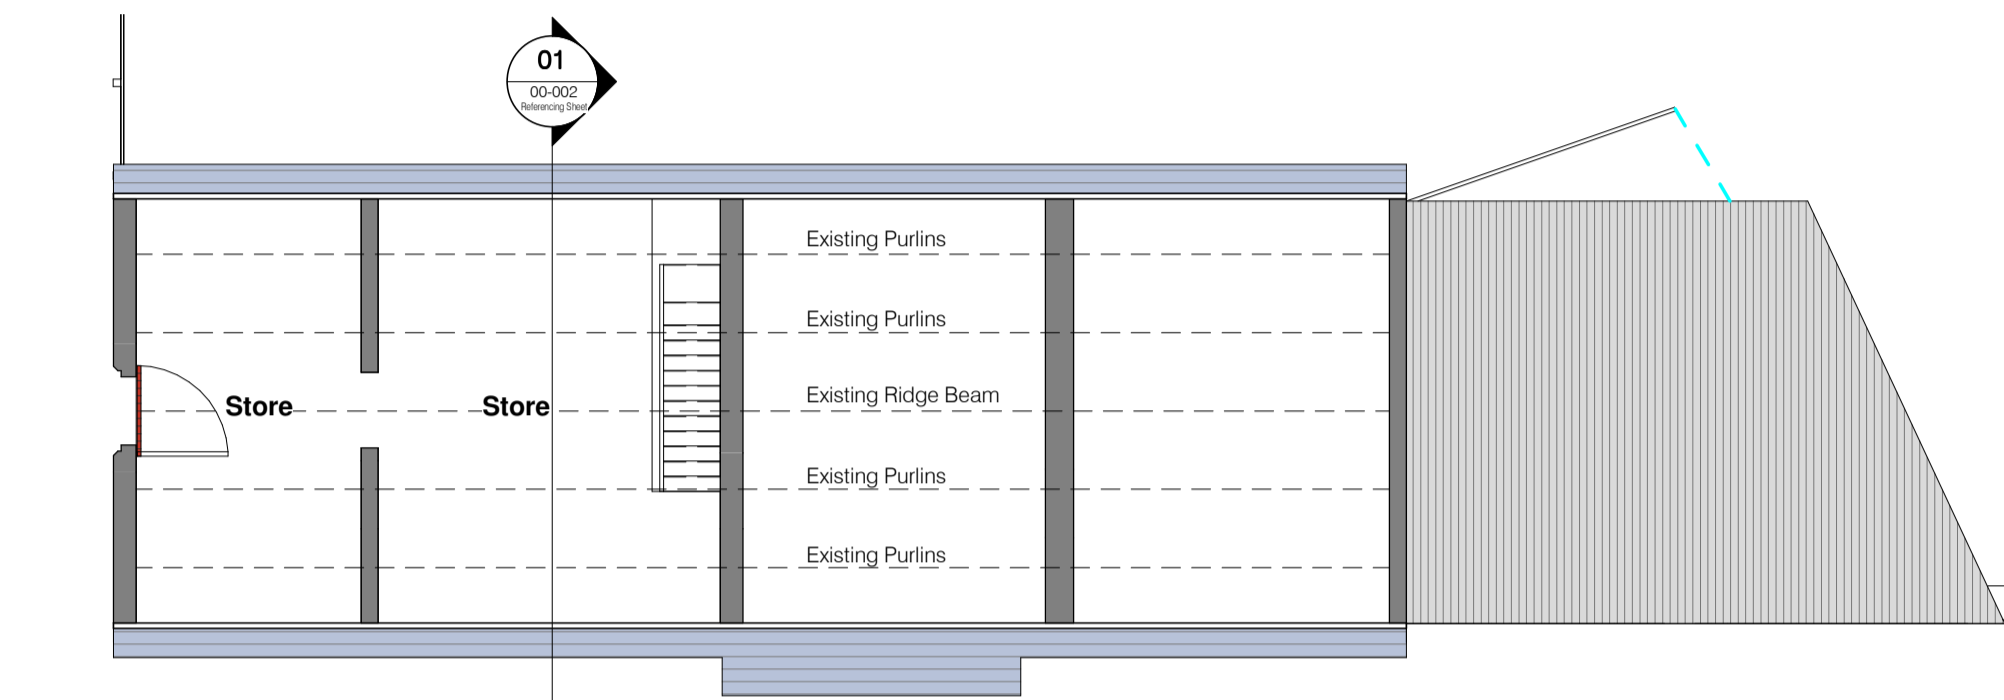 01
00-002
Referencing Sheet
Existing Purlins
Existing Purlins
Existing Ridge Beam
Store
Store
Existing Purlins
Existing Purlins